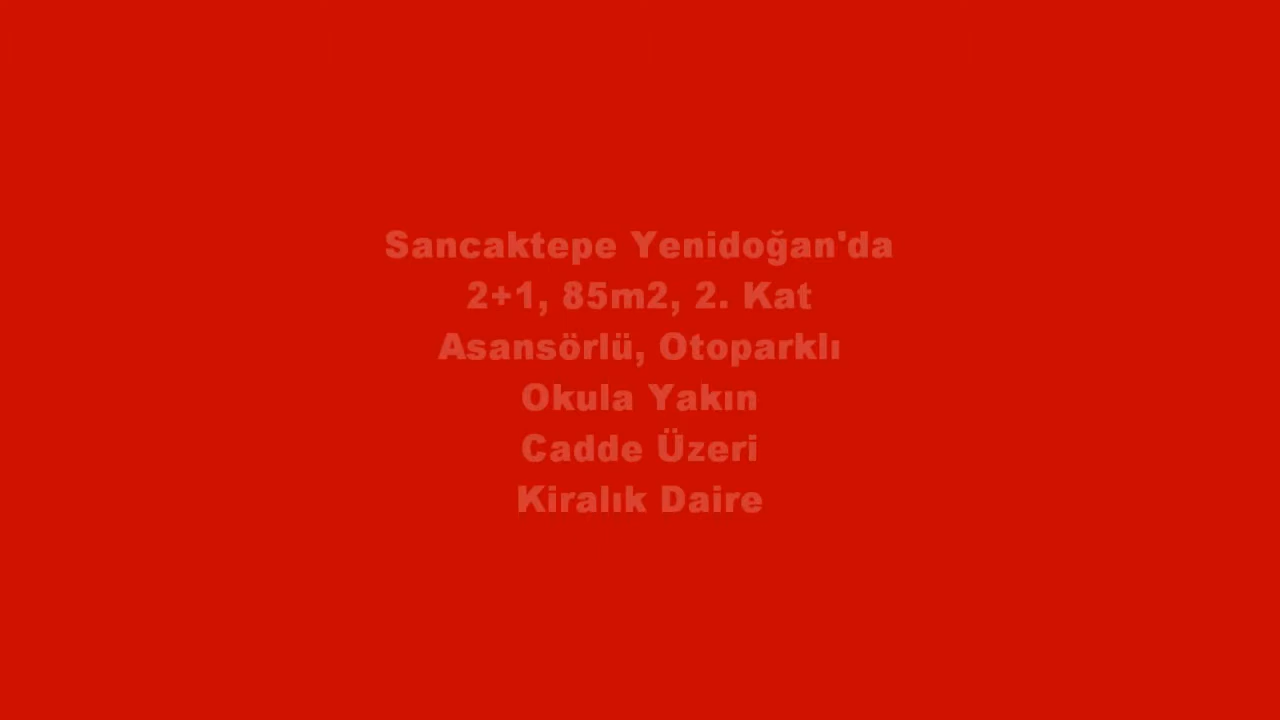 Sancaktepe Yenidoğan'da
2+1, 85m2, 2. Kat
Asansörlü, Otoparklı
Okula Yakın
Cadde Üzeri
Kiralık Daire